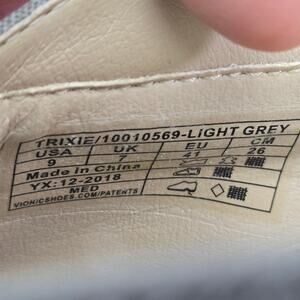 TRIXIE/10010569-LiGHT GREY
USA UK EU CM
9 7 41 26
Made in China
YX:12-2018
MED
VIONICSHOES.COM/PATENTS